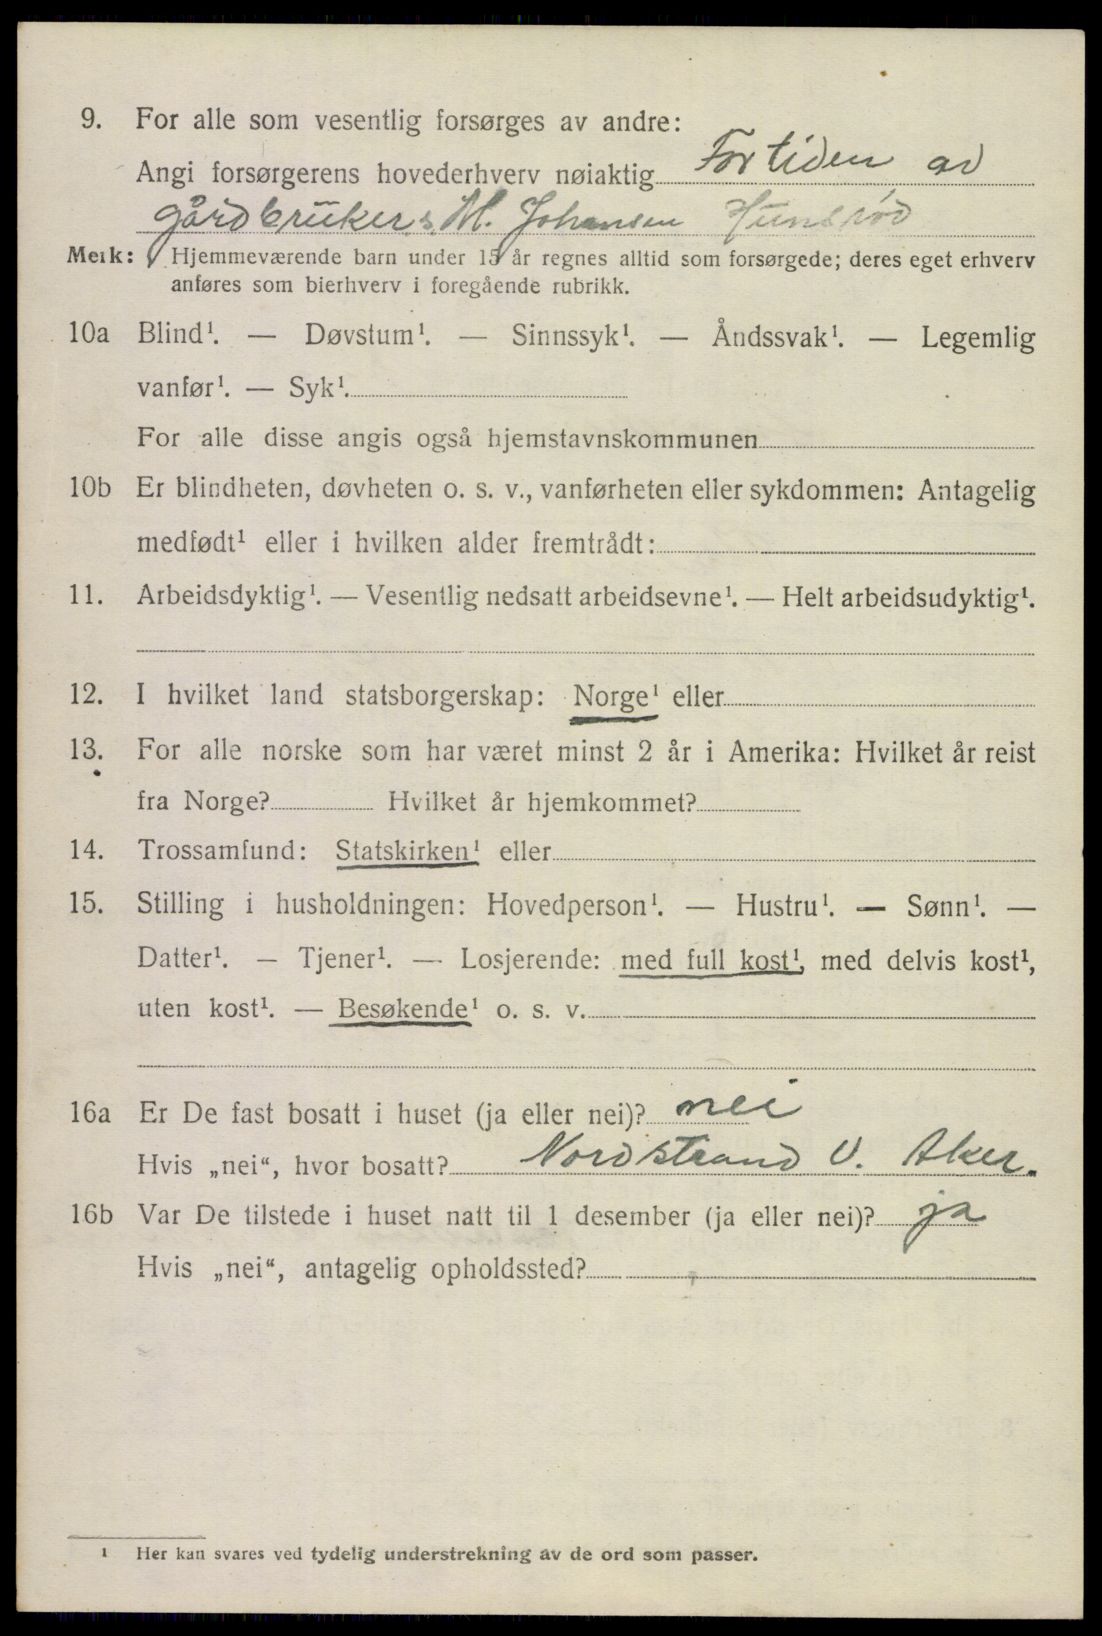 9. For alle som vesentlig forsørges av andre:
Angi forsørgerens hovederhverv nøiaktig For tiden av
gårdbruker M. Johansen Hunsrød
Merk: Hjemmeværende barn under 15 år regnes alltid som forsørgede; deres eget erhverv
anføres som bierhverv i foregående rubrikk.
10a Blind¹. — Døvstum¹. — Sinnssyk¹. — Åndssvak¹. — Legemlig
vanfør¹. — Syk¹.
For alle disse angis også hjemstavnskommunen
10b Er blindheten, døvheten o. s. v., vanførheten eller sykdommen: Antagelig
medfødt¹ eller i hvilken alder fremtrådt:
11. Arbeidsdyktig¹. — Vesentlig nedsatt arbeidsevne¹. — Helt arbeidsudyktig¹.
12. I hvilket land statsborgerskap: Norge¹ eller
13. For alle norske som har været minst 2 år i Amerika: Hvilket år reist
fra Norge? Hvilket år hjemkommet?
14. Trossamfund: Statskirken¹ eller
15. Stilling i husholdningen: Hovedperson¹. — Hustru¹. — Sønn¹. —
Datter¹. — Tjener¹. — Losjerende: med full kost¹, med delvis kost¹,
uten kost¹. — Besøkende¹ o. s. v.
16a Er De fast bosatt i huset (ja eller nei)? nei
Hvis „nei“, hvor bosatt? Nordstrand V. Aker.
16b Var De tilstede i huset natt til 1 desember (ja eller nei)? ja
Hvis „nei“, antagelig opholdssted?
¹ Her kan svares ved tydelig understrekning av de ord som passer.